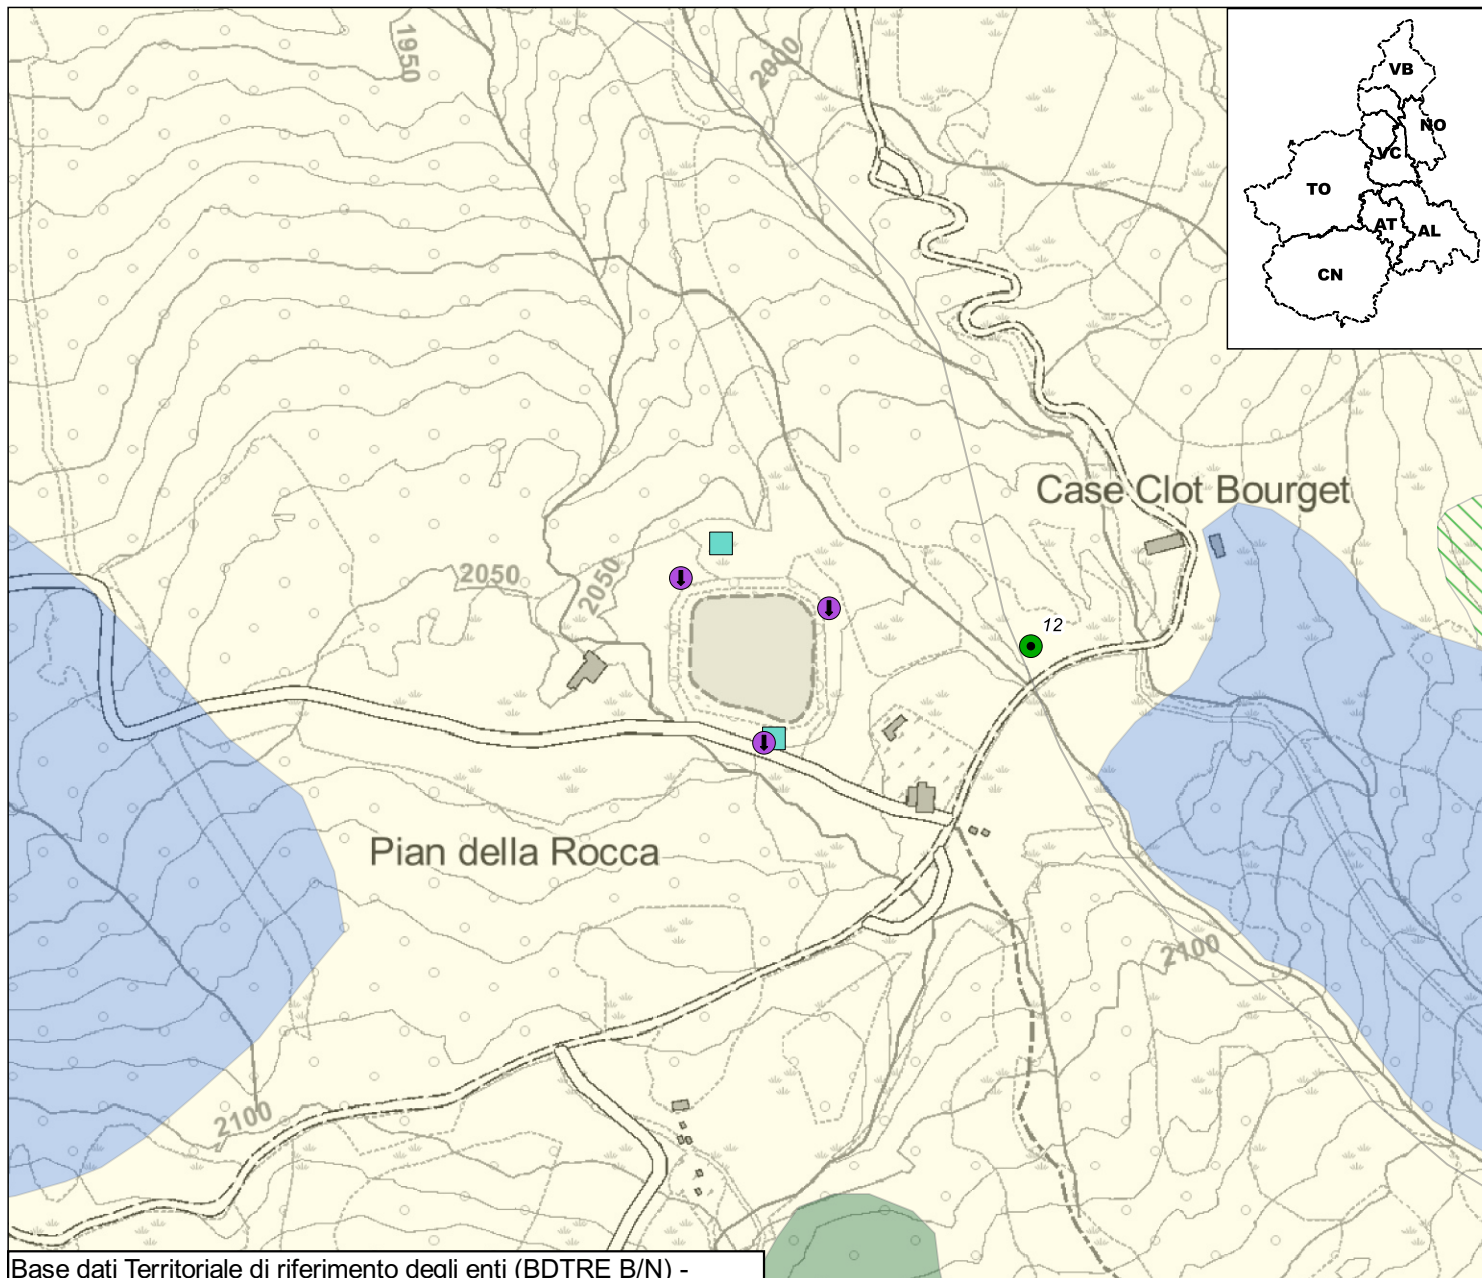 1950
2000
VB
NO
VC
TO
AT
AL
CN
Case Clot Bourget
2050
2050
12
Pian della Rocca
2100
2100
Base dati Territoriale di riferimento degli enti (BDTRE B/N) -